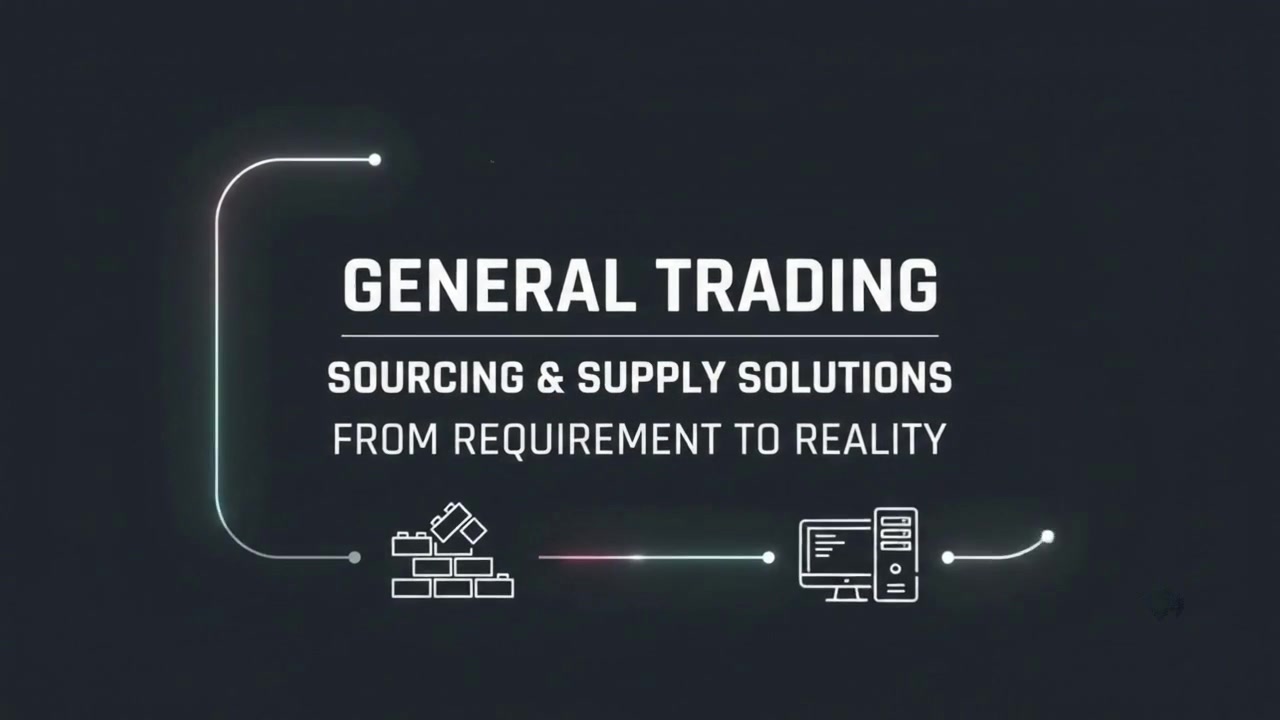 GENERAL TRADING
SOURCING & SUPPLY SOLUTIONS
FROM REQUIREMENT TO REALITY